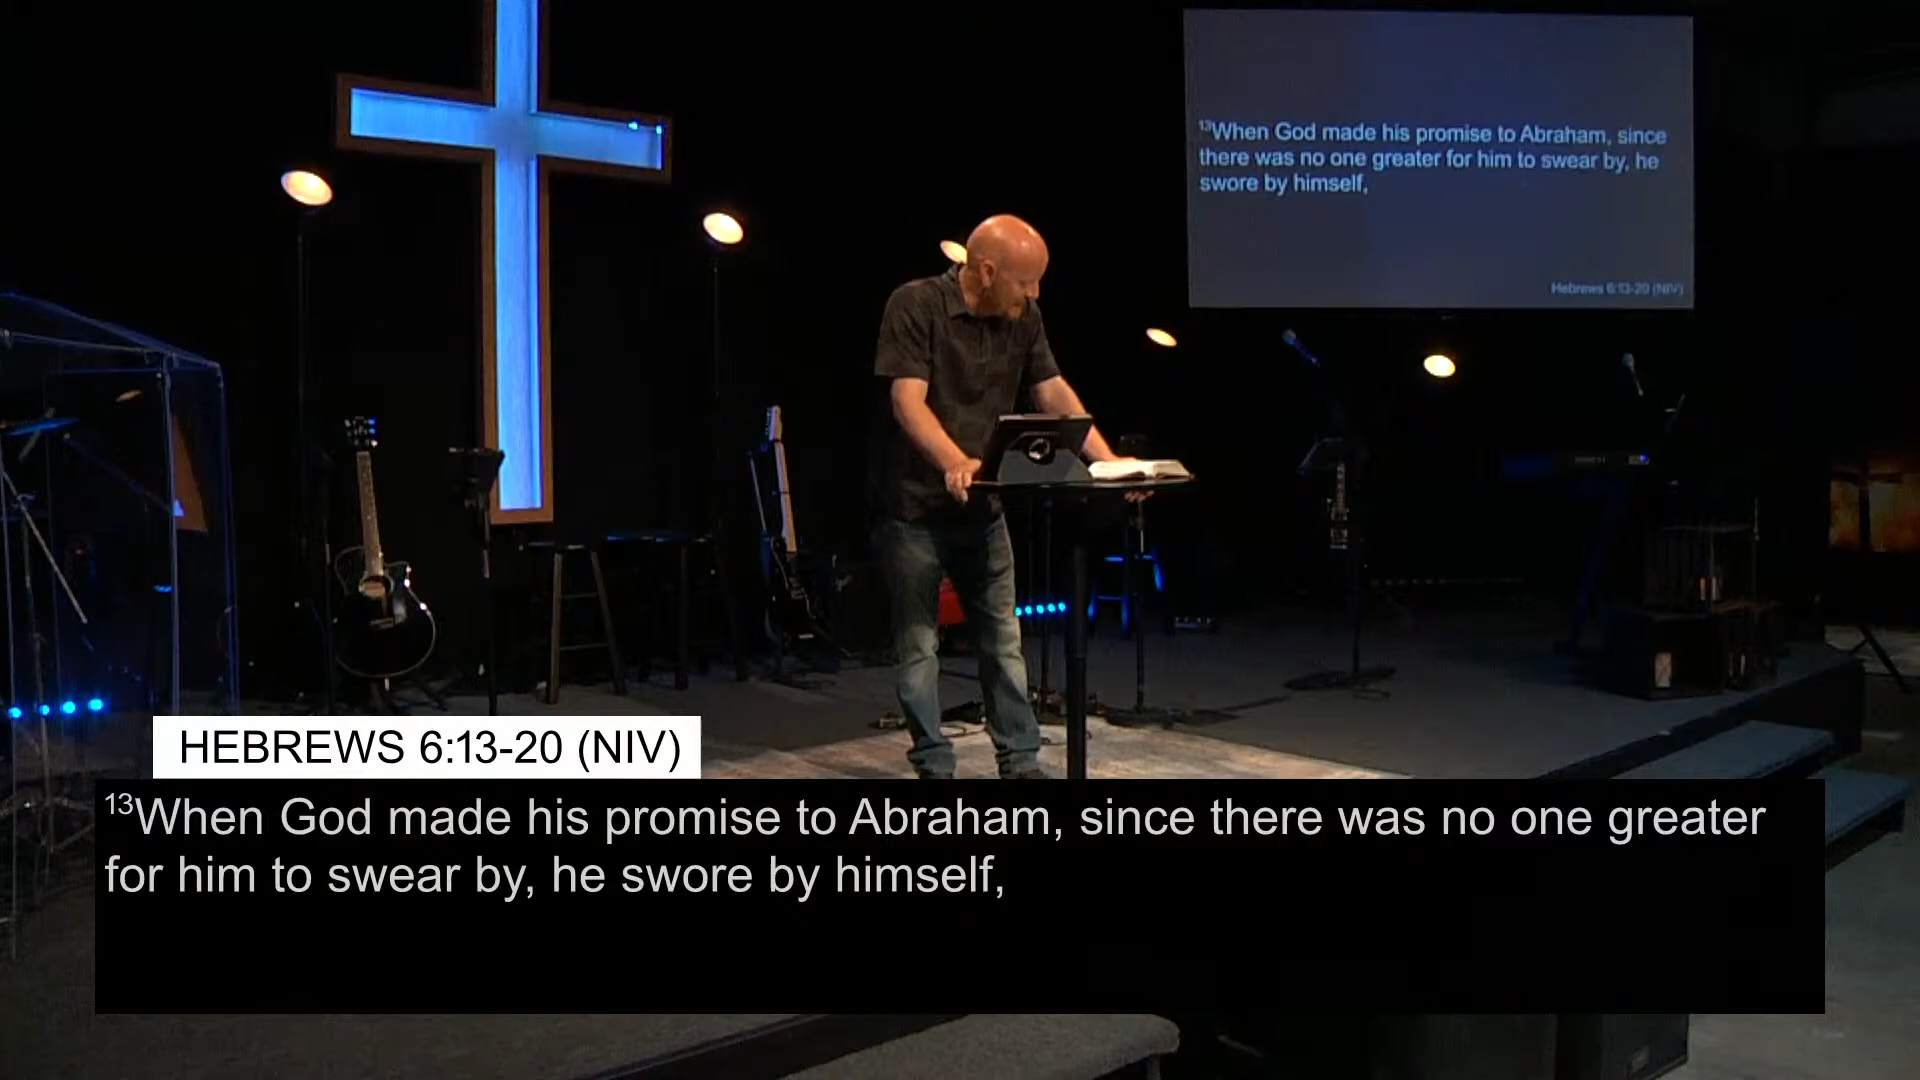 ¹³When God made his promise to Abraham, since
there was no one greater for him to swear by, he
swore by himself,
Hebrews 6:13-20 (NIV)
HEBREWS 6:13-20 (NIV)
¹³When God made his promise to Abraham, since there was no one greater
for him to swear by, he swore by himself,